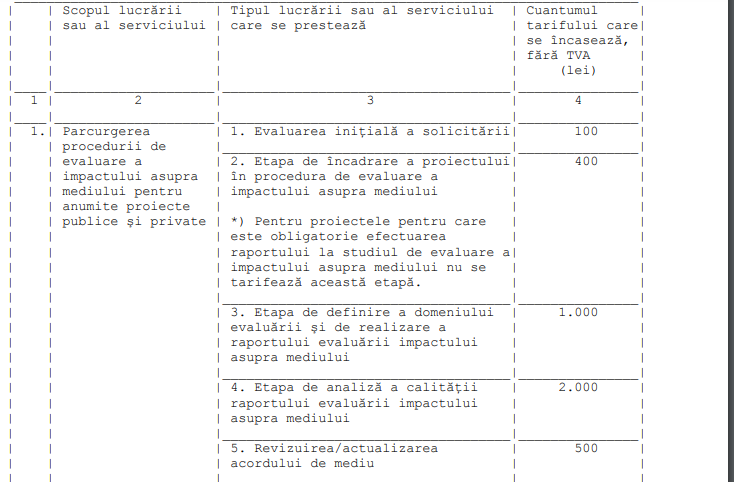 Scopul lucrării Tipul lucrării sau al serviciului Cuantumul
sau al serviciului care se prestează tarifului care
se încasează,
fără TVA
(lei)
1 2 3 4
1. Parcurgerea 1. Evaluarea inițială a solicitării 100
procedurii de
evaluare a 2. Etapa de încadrare a proiectului 400
impactului asupra în procedura de evaluare a
mediului pentru impactului asupra mediului
anumite proiecte
publice și private *) Pentru proiectele pentru care
este obligatorie efectuarea
raportului la studiul de evaluare a
impactului asupra mediului nu se
tarifează această etapă.
3. Etapa de definire a domeniului 1.000
evaluării și de realizare a
raportului evaluării impactului
asupra mediului
4. Etapa de analiză a calității 2.000
raportului evaluării impactului
asupra mediului
5. Revizuirea/actualizarea 500
acordului de mediu